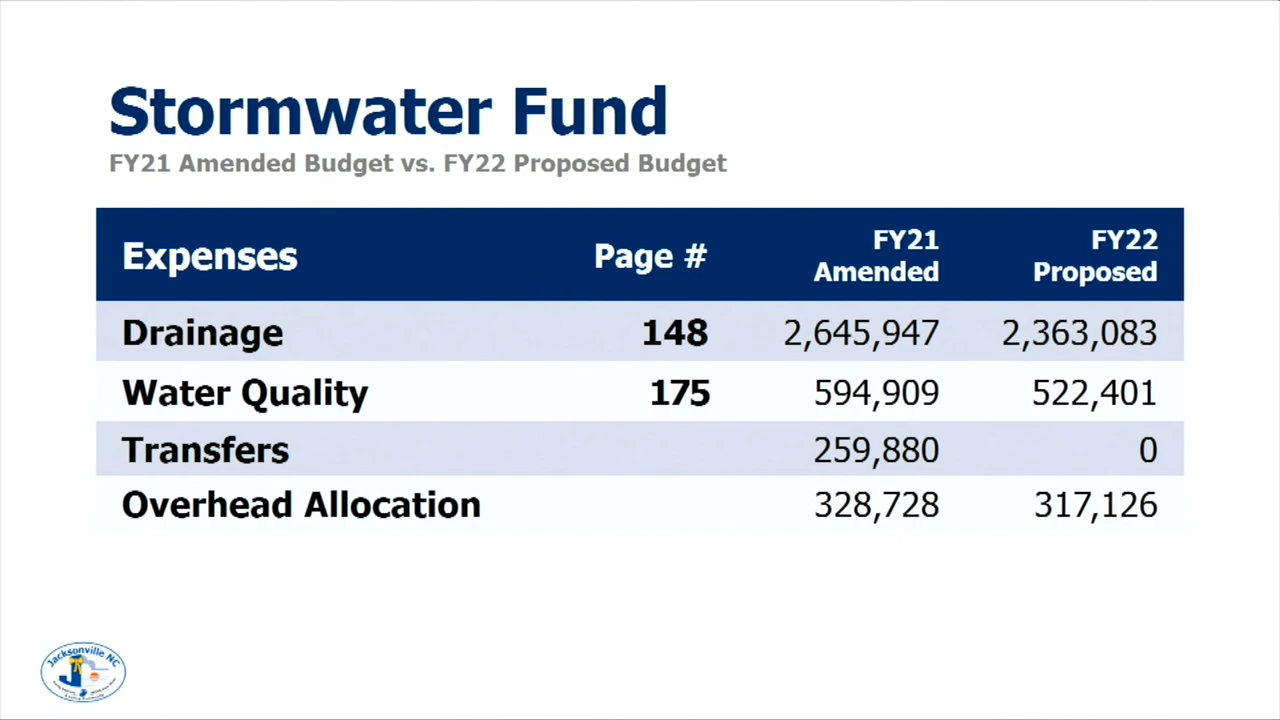 Stormwater Fund
FY21 Amended Budget vs. FY22 Proposed Budget
Expenses Page # FY21 Amended FY22 Proposed
Drainage 148 2,645,947 2,363,083
Water Quality 175 594,909 522,401
Transfers 259,880 0
Overhead Allocation 328,728 317,126
Jacksonville NC